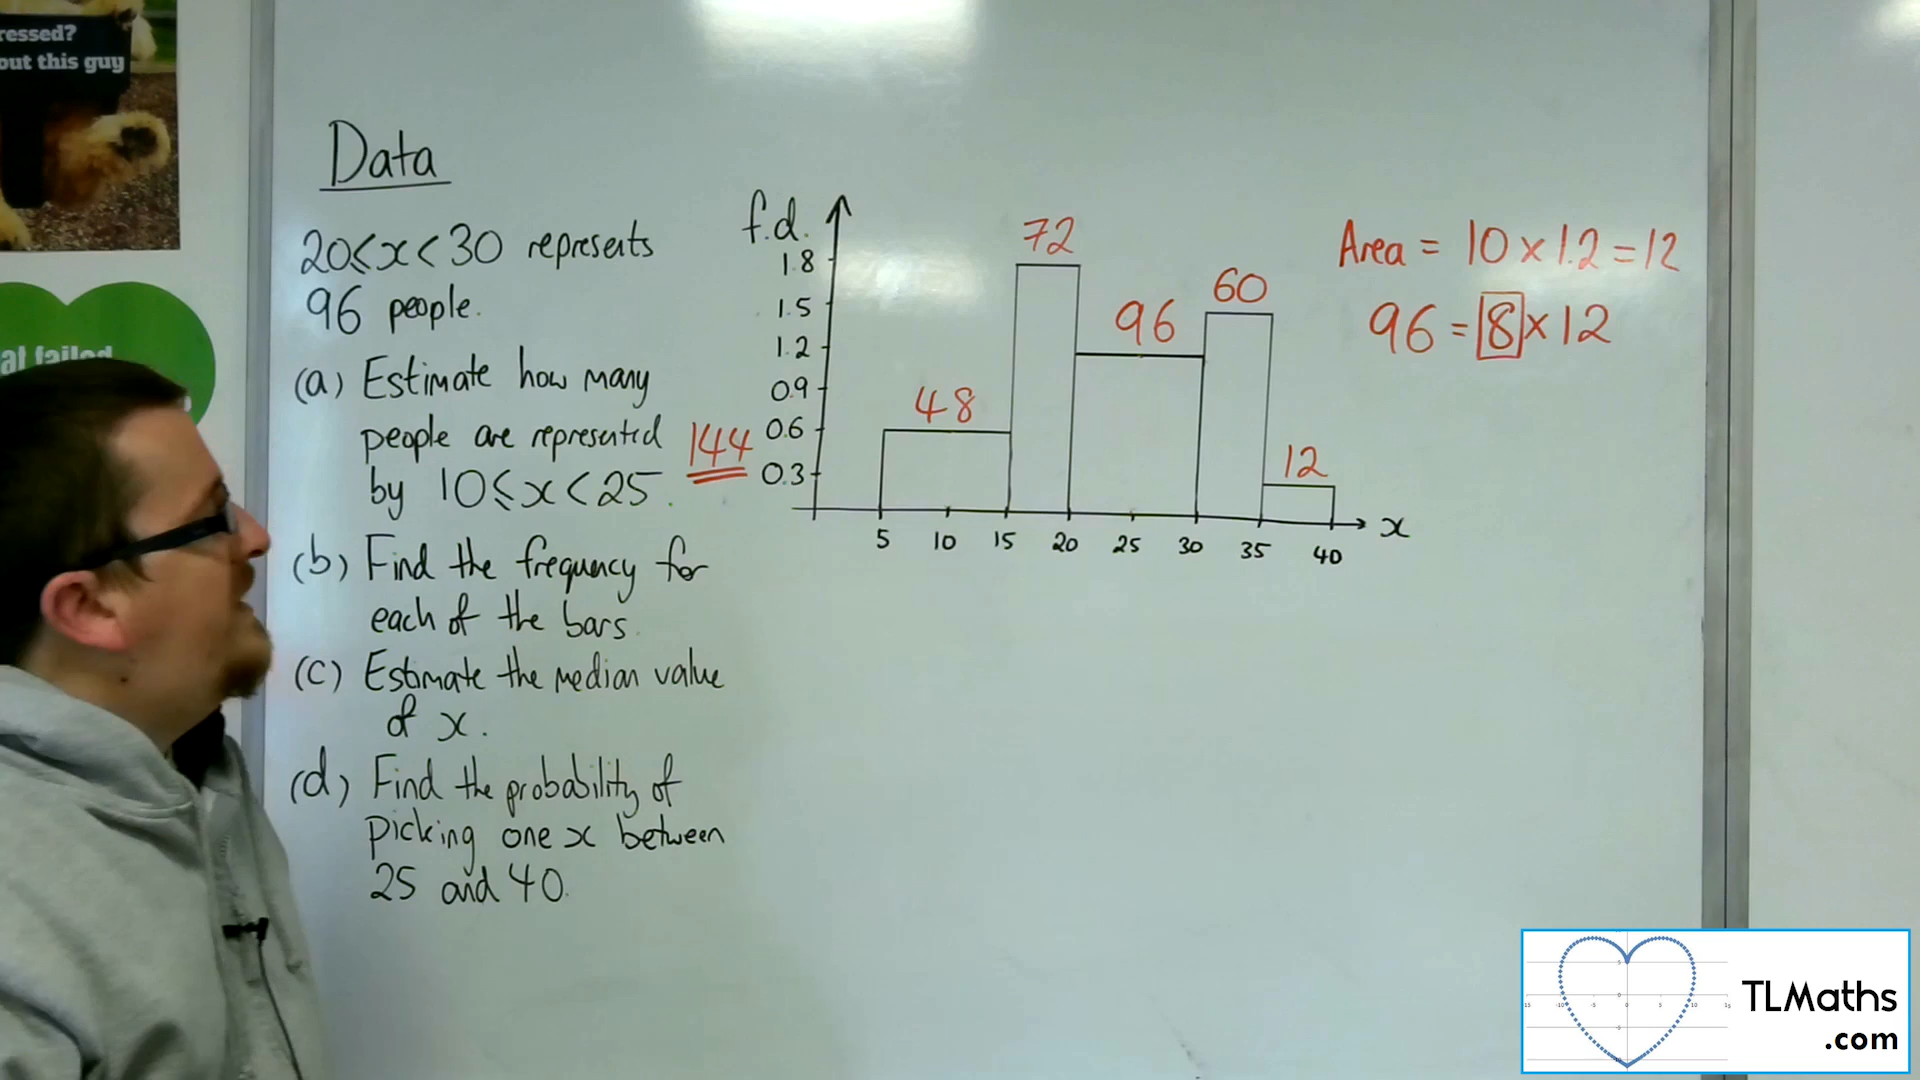 ressed?
out this guy
at failed
Data
20⩽x<30 represents
96 people.
(a) Estimate how many
people are represented
by 10⩽x<25.
144
(b) Find the frequency for
each of the bars.
(c) Estimate the median value
of x.
(d) Find the probability of
picking one x between
25 and 40.
f.d.
1.8
1.5
1.2
0.9
0.6
0.3
48
72
96
60
12
5 10 15 20 25 30 35 40
x
Area = 10 x 1.2 = 12
96 = 8 x 12
TLMaths
.com